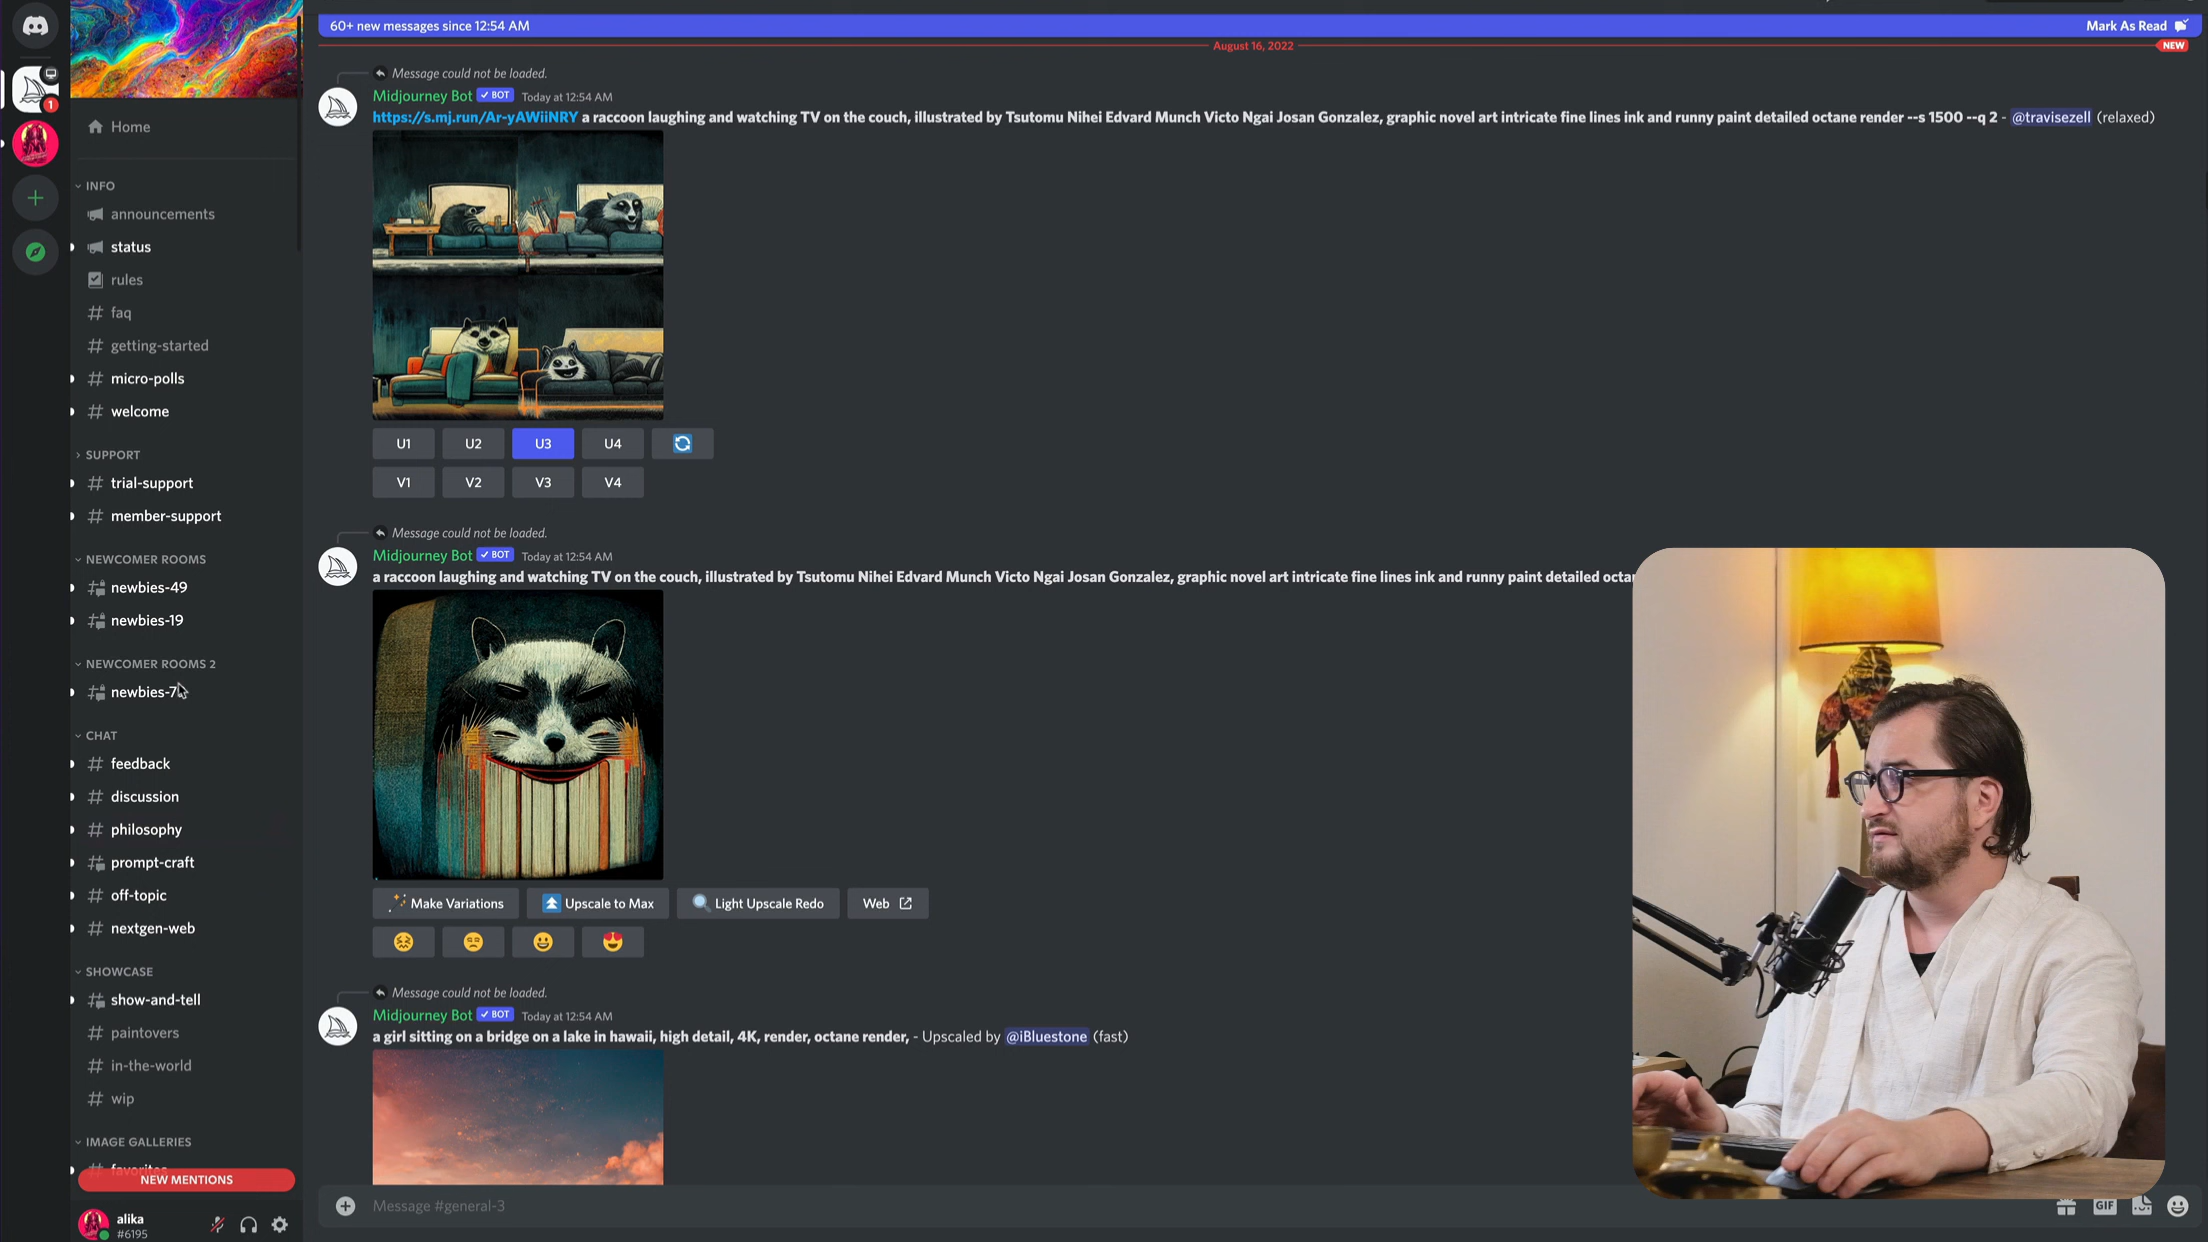 60+ new messages since 12:54 AM
Mark As Read
August 16, 2022
NEW
1
Home
INFO
announcements
status
rules
faq
getting-started
micro-polls
welcome
SUPPORT
trial-support
member-support
NEWCOMER ROOMS
newbies-49
newbies-19
NEWCOMER ROOMS 2
newbies-7
CHAT
feedback
discussion
philosophy
prompt-craft
off-topic
nextgen-web
SHOWCASE
show-and-tell
paintovers
in-the-world
wip
IMAGE GALLERIES
favorites
NEW MENTIONS
alika
#6195
Message could not be loaded.
Midjourney Bot BOT Today at 12:54 AM
https://s.mj.run/Ar-yAWiiNRY a raccoon laughing and watching TV on the couch, illustrated by Tsutomu Nihei Edvard Munch Victo Ngai Josan Gonzalez, graphic novel art intricate fine lines ink and runny paint detailed octane render --s 1500 --q 2 - @travisezell (relaxed)
U1 U2 U3 U4
V1 V2 V3 V4
Message could not be loaded.
Midjourney Bot BOT Today at 12:54 AM
a raccoon laughing and watching TV on the couch, illustrated by Tsutomu Nihei Edvard Munch Victo Ngai Josan Gonzalez, graphic novel art intricate fine lines ink and runny paint detailed octa
Make Variations Upscale to Max Light Upscale Redo Web
Message could not be loaded.
Midjourney Bot BOT Today at 12:54 AM
a girl sitting on a bridge on a lake in hawaii, high detail, 4K, render, octane render, - Upscaled by @iBluestone (fast)
Message #general-3
GIF